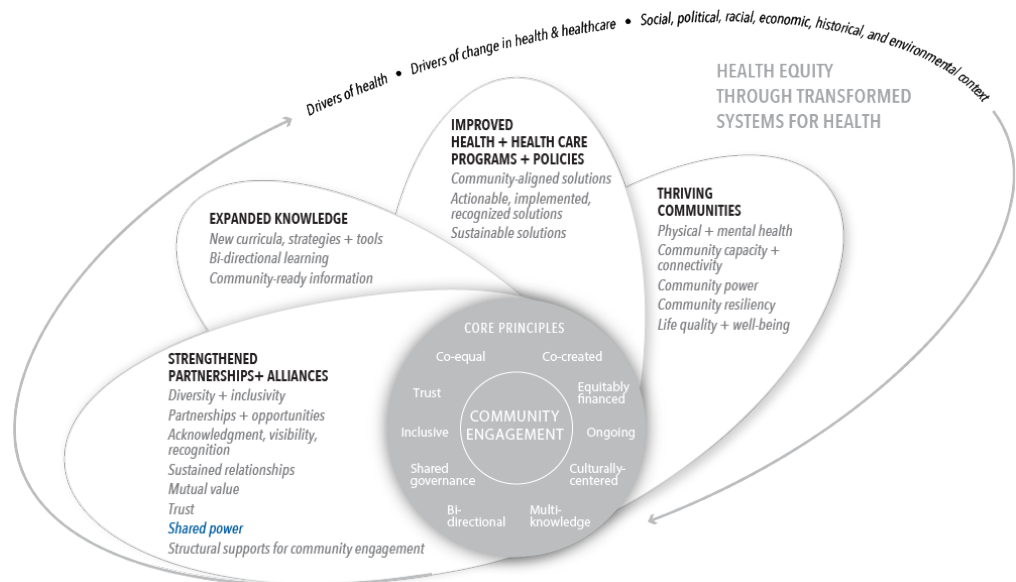 Drivers of health • Drivers of change in health & healthcare • Social, political, racial, economic, historical, and environmental context
HEALTH EQUITY
THROUGH TRANSFORMED
SYSTEMS FOR HEALTH
IMPROVED
HEALTH + HEALTH CARE
PROGRAMS + POLICIES
Community-aligned solutions
Actionable, implemented,
recognized solutions
Sustainable solutions
THRIVING
COMMUNITIES
Physical + mental health
Community capacity +
connectivity
Community power
Community resiliency
Life quality + well-being
EXPANDED KNOWLEDGE
New curricula, strategies + tools
Bi-directional learning
Community-ready information
STRENGTHENED
PARTNERSHIPS+ ALLIANCES
Diversity + inclusivity
Partnerships + opportunities
Acknowledgment, visibility,
recognition
Sustained relationships
Mutual value
Trust
Shared power
Structural supports for community engagement
CORE PRINCIPLES
Co-equal
Co-created
Trust
Equitably
financed
Inclusive
Ongoing
Shared
governance
Culturally-
centered
Bi-
directional
Multi-
knowledge
COMMUNITY
ENGAGEMENT